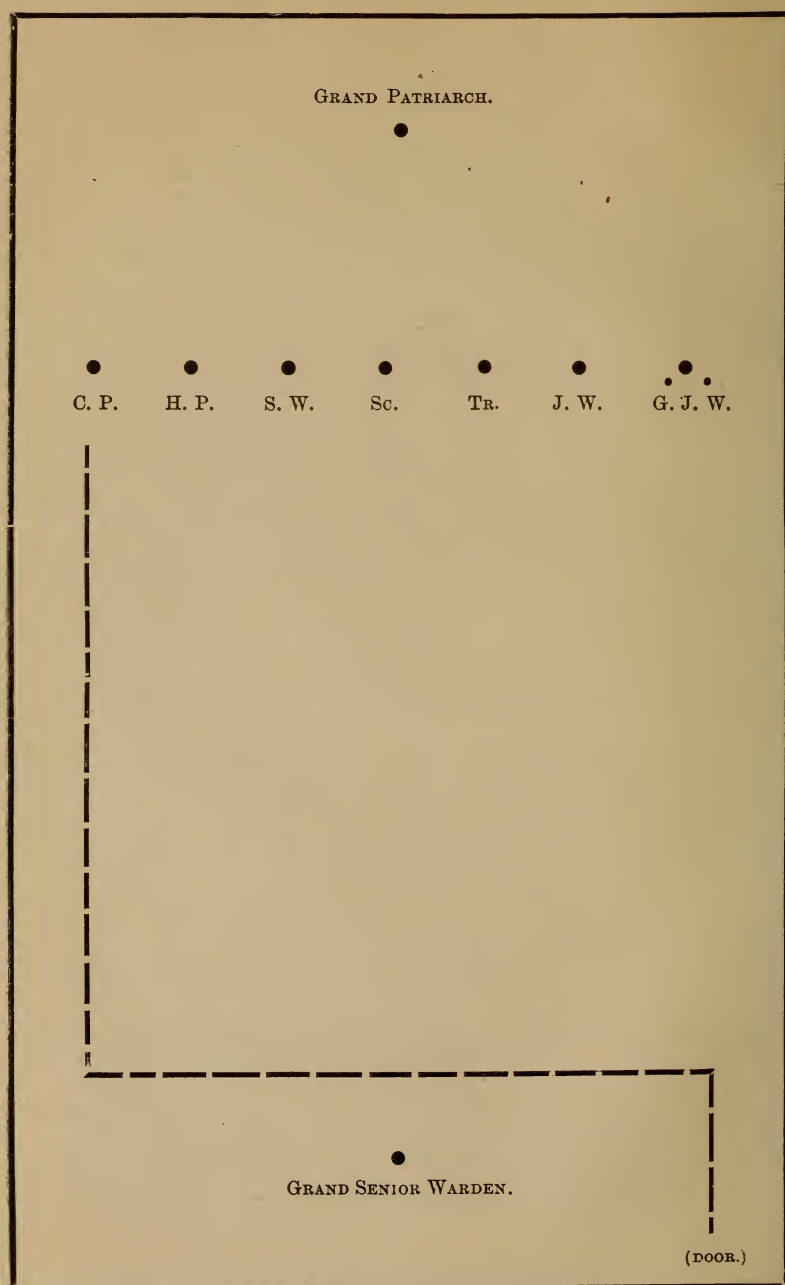 GRAND PATRIARCH.
C. P. H. P. S. W. SC. TR. J. W. G. J. W.
GRAND SENIOR WARDEN.
(DOOR.)